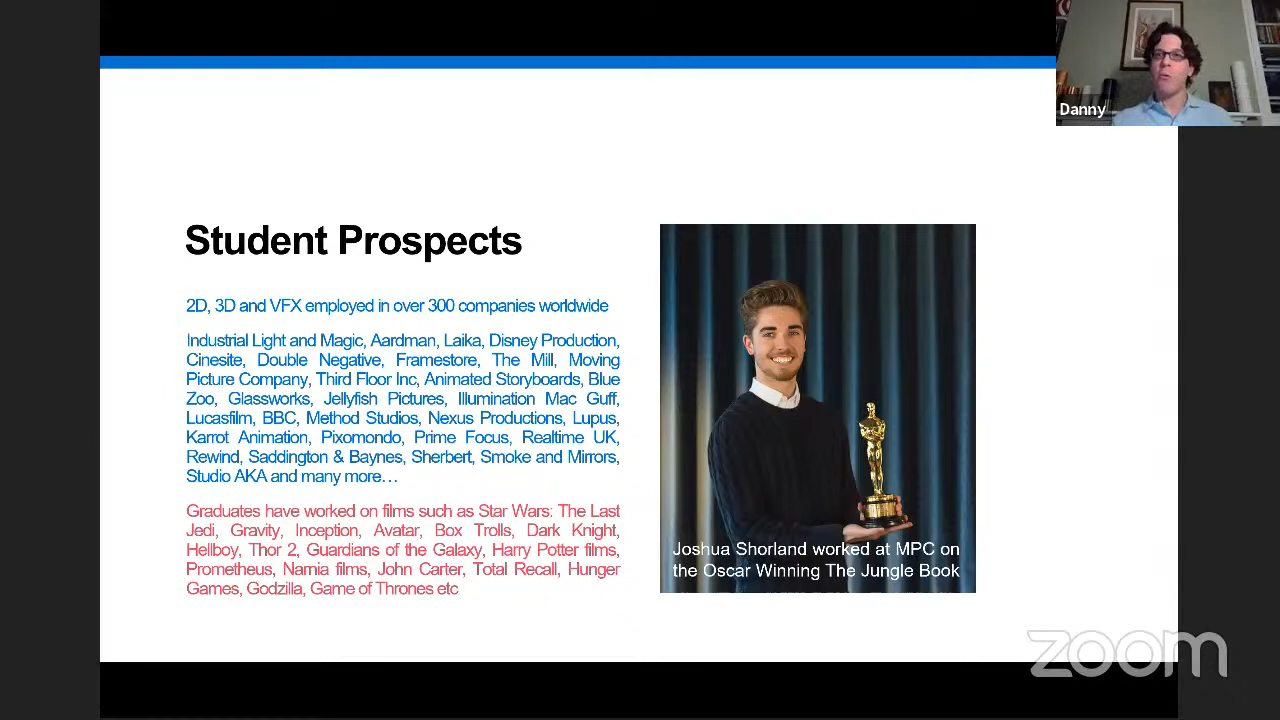 Danny
Student Prospects
2D, 3D and VFX employed in over 300 companies worldwide
Industrial Light and Magic, Aardman, Laika, Disney Production,
Cinesite, Double Negative, Framestore, The Mill, Moving
Picture Company, Third Floor Inc, Animated Storyboards, Blue
Zoo, Glassworks, Jellyfish Pictures, Illumination Mac Guff,
Lucasfilm, BBC, Method Studios, Nexus Productions, Lupus,
Karrot Animation, Pixomondo, Prime Focus, Realtime UK,
Rewind, Saddington & Baynes, Sherbert, Smoke and Mirrors,
Studio AKA and many more…
Graduates have worked on films such as Star Wars: The Last
Jedi, Gravity, Inception, Avatar, Box Trolls, Dark Knight,
Hellboy, Thor 2, Guardians of the Galaxy, Harry Potter films,
Prometheus, Narnia films, John Carter, Total Recall, Hunger
Games, Godzilla, Game of Thrones etc
Joshua Shorland worked at MPC on
the Oscar Winning The Jungle Book
zoom